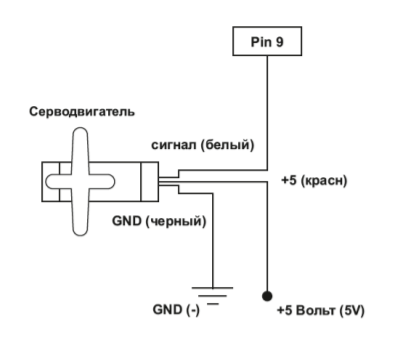 Pin 9
Серводвигатель
сигнал (белый)
+5 (красн)
GND (черный)
GND (-)
+5 Вольт (5V)